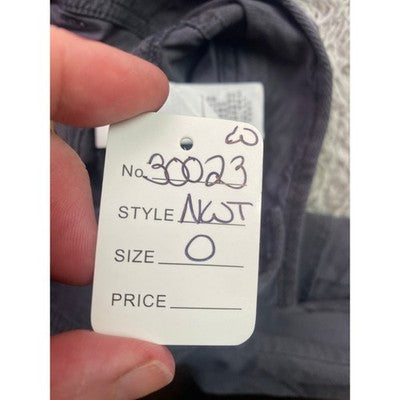 W
No. 30023
STYLE NWT
SIZE 0
PRICE